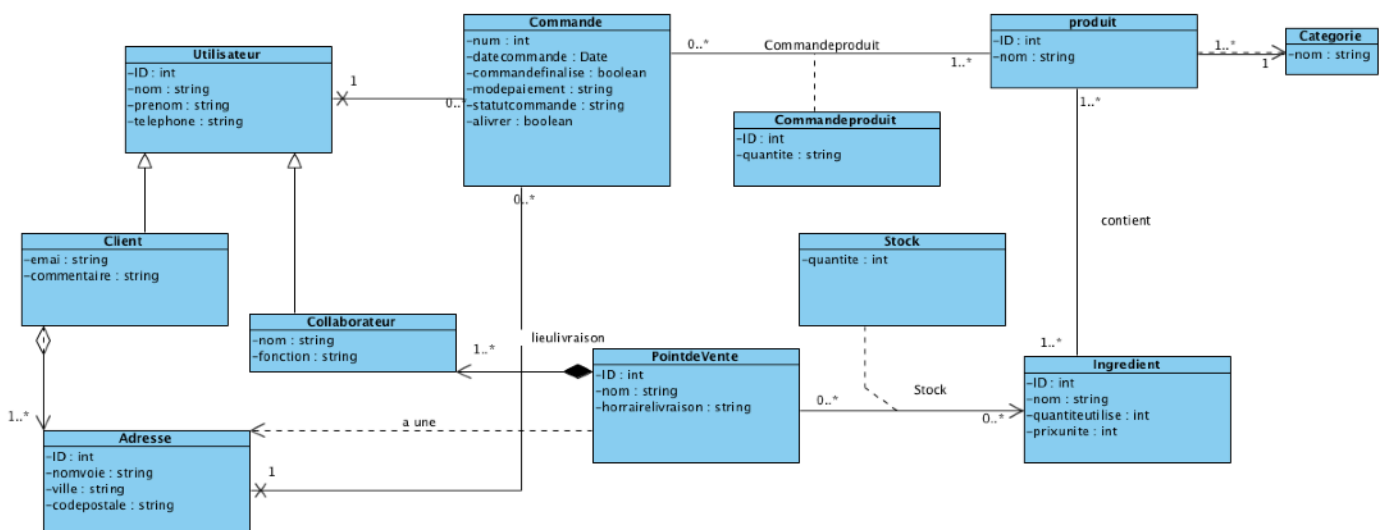 Commande
-num : int
-datecommande : Date
-commandefinalise : boolean
-modepaiement : string
-statutcommande : string
-alivrer : boolean
produit
-ID : int
-nom : string
Categorie
-nom : string
Utilisateur
-ID : int
-nom : string
-prenom : string
-telephone : string
0..*
Commandeproduit
1..*
1..*
1
1
0..*
Commandeproduit
-ID : int
-quantite : string
1..*
0..*
contient
Client
-emai : string
-commentaire : string
Stock
-quantite : int
Collaborateur
-nom : string
-fonction : string
lieulivraison
1..*
PointdeVente
-ID : int
-nom : string
-horrairelivraison : string
1..*
Ingredient
-ID : int
-nom : string
-quantiteutilise : int
-prixunite : int
Stock
0..*
0..*
1..*
a une
Adresse
-ID : int
-nomvoie : string
-ville : string
-codepostale : string
1